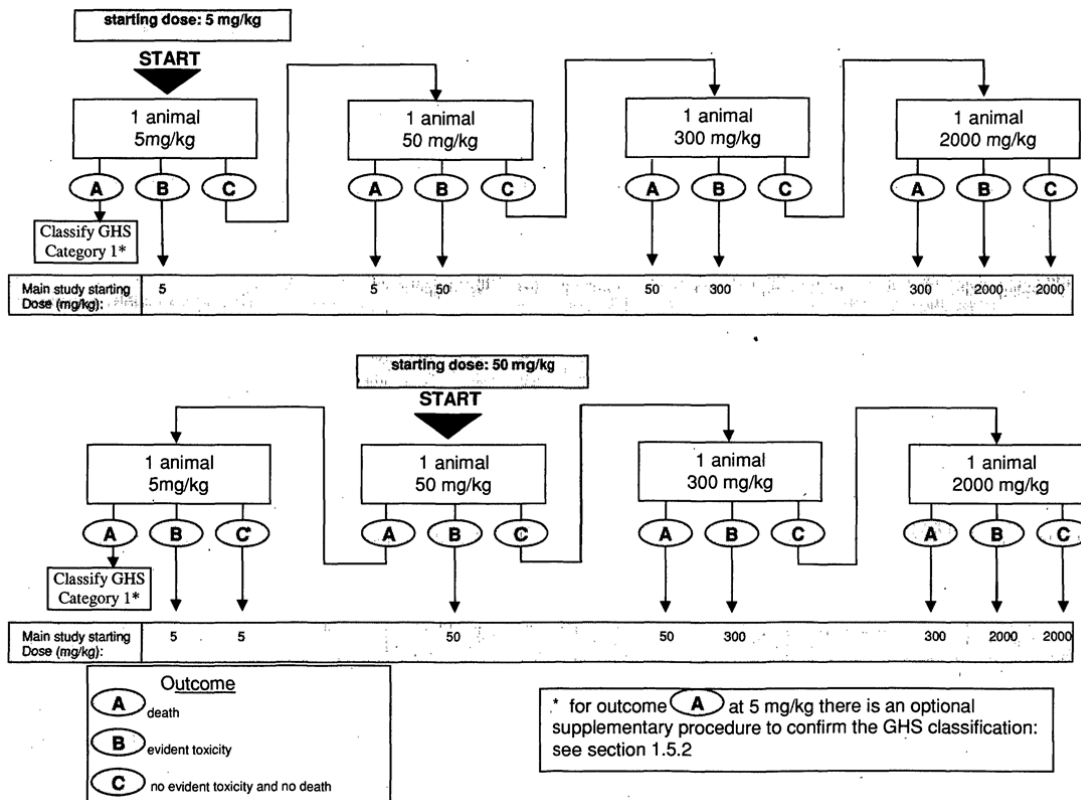 starting dose: 5 mg/kg
START
1 animal
5mg/kg
1 animal
50 mg/kg
1 animal
300 mg/kg
1 animal
2000 mg/kg
A B C A B C A B C A B C
Classify GHS
Category 1*
Main study starting
Dose (mg/kg):
5 5 50 50 300 300 2000 2000
starting dose: 50 mg/kg
START
1 animal
5mg/kg
1 animal
50 mg/kg
1 animal
300 mg/kg
1 animal
2000 mg/kg
A B C A B C A B C A B C
Classify GHS
Category 1*
Main study starting
Dose (mg/kg):
5 5 50 50 300 300 2000 2000
Outcome
A death
B evident toxicity
C no evident toxicity and no death
* for outcome A at 5 mg/kg there is an optional
supplementary procedure to confirm the GHS classification:
see section 1.5.2